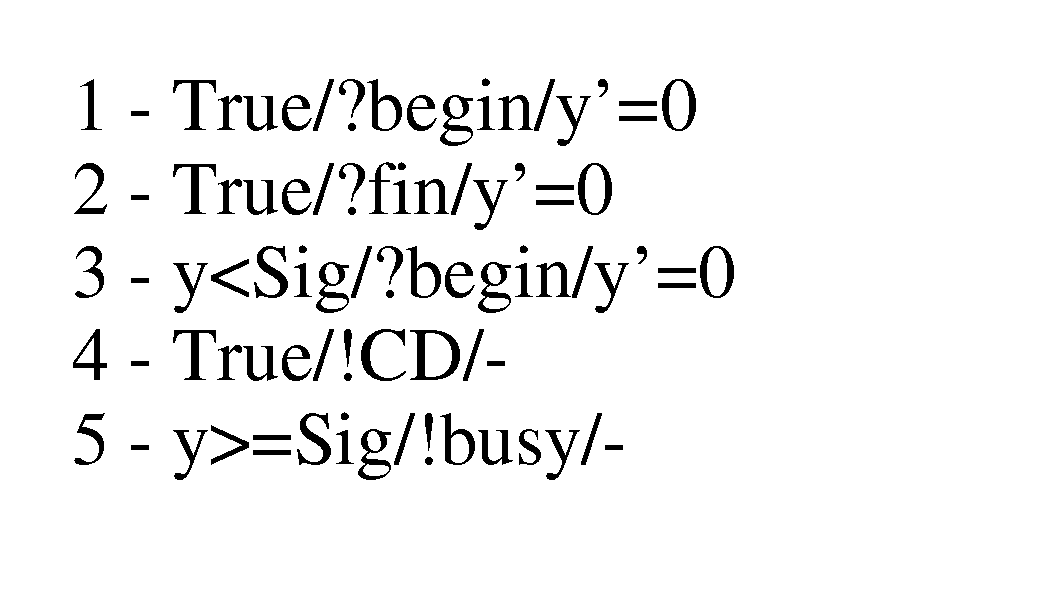 1 - True/?begin/y’=0
2 - True/?fin/y’=0
3 - y<Sig/?begin/y’=0
4 - True/!CD/-
5 - y>=Sig/!busy/-